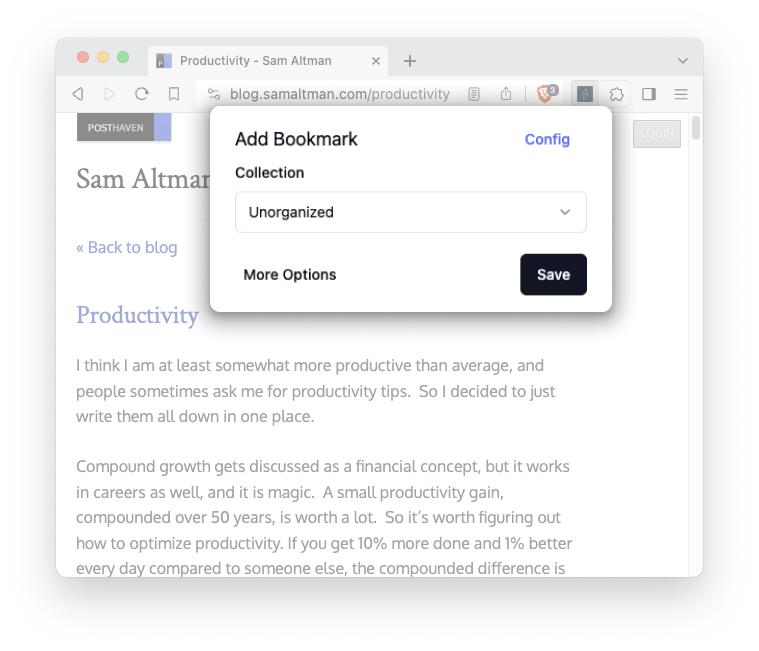 Productivity - Sam Altman
blog.samaltman.com/productivity
3
POSTHAVEN
LOGIN
Add Bookmark
Config
Collection
Unorganized
More Options
Save
Sam Altman
« Back to blog
Productivity
I think I am at least somewhat more productive than average, and
people sometimes ask me for productivity tips.  So I decided to just
write them all down in one place.
Compound growth gets discussed as a financial concept, but it works
in careers as well, and it is magic.  A small productivity gain,
compounded over 50 years, is worth a lot.  So it's worth figuring out
how to optimize productivity. If you get 10% more done and 1% better
every day compared to someone else, the compounded difference is